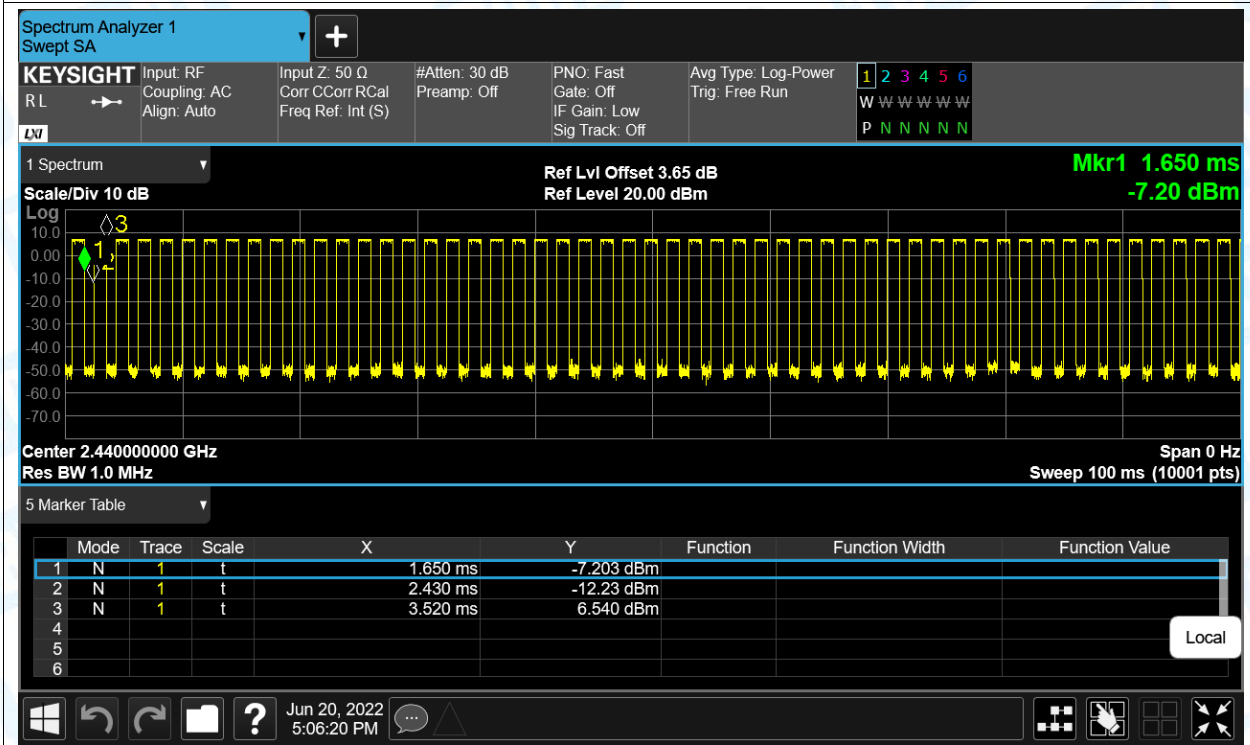 Spectrum Analyzer 1
Swept SA
KEYSIGHT
R L
LXI
Input: RF
Coupling: AC
Align: Auto
Input Z: 50 Ω
Corr CCorr RCal
Freq Ref: Int (S)
#Atten: 30 dB
Preamp: Off
PNO: Fast
Gate: Off
IF Gain: Low
Sig Track: Off
Avg Type: Log-Power
Trig: Free Run
1 2 3 4 5 6
W W W W W W
P N N N N N
1 Spectrum
Scale/Div 10 dB
Ref Lvl Offset 3.65 dB
Ref Level 20.00 dBm
Mkr1 1.650 ms
-7.20 dBm
Log
10.0
0.00
-10.0
-20.0
-30.0
-40.0
-50.0
-60.0
-70.0
3
1
2
Center 2.440000000 GHz
Res BW 1.0 MHz
Span 0 Hz
Sweep 100 ms (10001 pts)
5 Marker Table
Mode Trace Scale X Y Function Function Width Function Value
1 N 1 t 1.650 ms -7.203 dBm
2 N 1 t 2.430 ms -12.23 dBm
3 N 1 t 3.520 ms 6.540 dBm
4
5
6
Local
?
Jun 20, 2022
5:06:20 PM